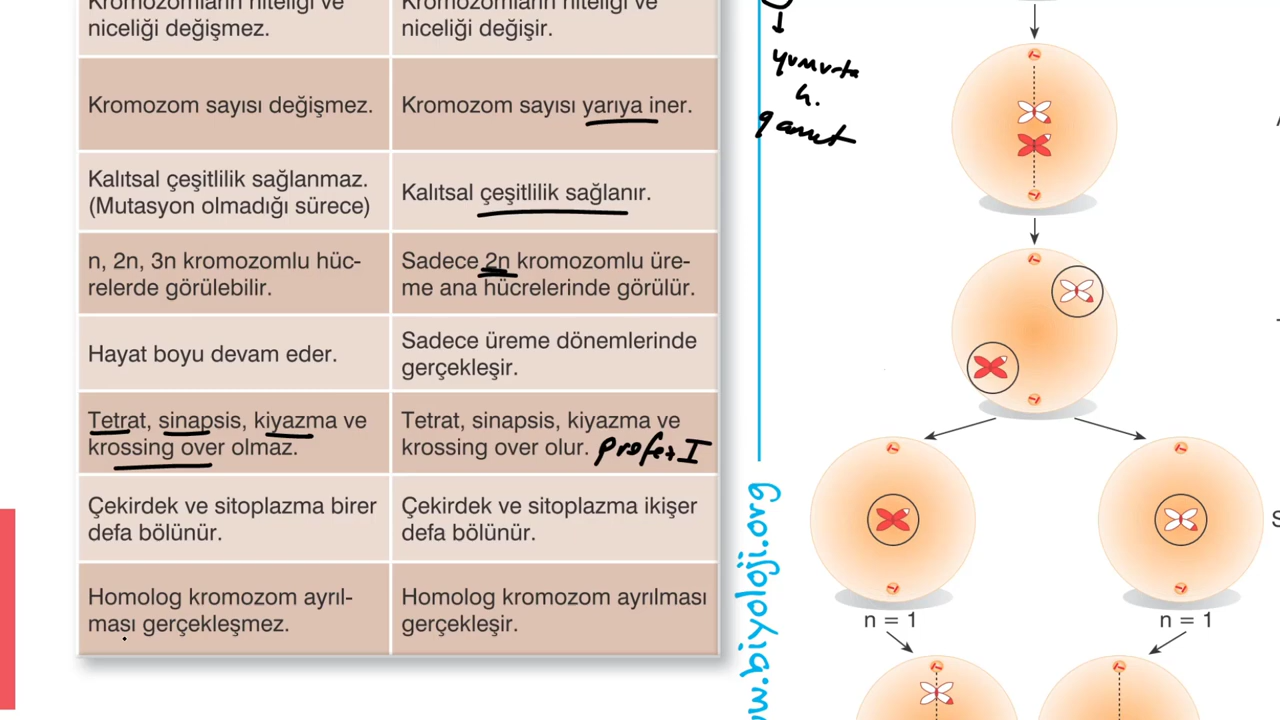 Kromozomların niteliği ve
niceliği değişmez.
Kromozomların niteliği ve
niceliği değişir.
Kromozom sayısı değişmez.
Kromozom sayısı yarıya iner.
Kalıtsal çeşitlilik sağlanmaz.
(Mutasyon olmadığı sürece)
Kalıtsal çeşitlilik sağlanır.
n, 2n, 3n kromozomlu hüc-
relerde görülebilir.
Sadece 2n kromozomlu üre-
me ana hücrelerinde görülür.
Hayat boyu devam eder.
Sadece üreme dönemlerinde
gerçekleşir.
Tetrat, sinapsis, kiyazma ve
krossing over olmaz.
Tetrat, sinapsis, kiyazma ve
krossing over olur. profaz I
Çekirdek ve sitoplazma birer
defa bölünür.
Çekirdek ve sitoplazma ikişer
defa bölünür.
Homolog kromozom ayrıl-
ması gerçekleşmez.
Homolog kromozom ayrılması
gerçekleşir.
yumurta
h.
gamet
www.biyoloji.org
n = 1
n = 1